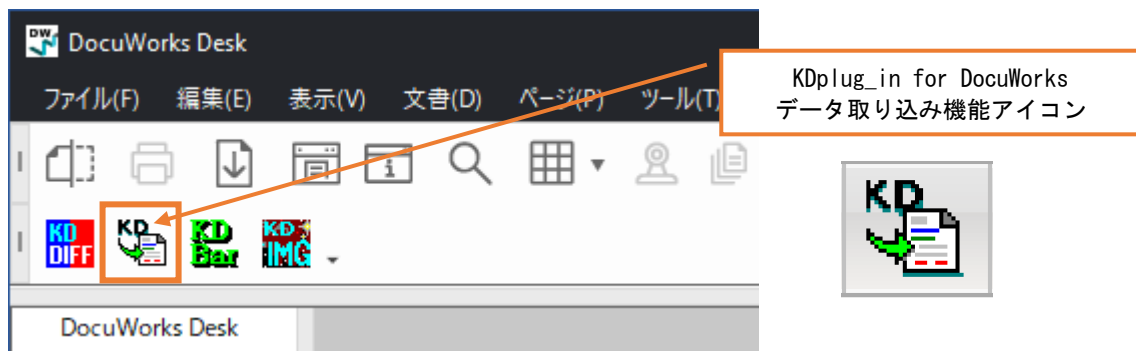 DW DocuWorks Desk
ファイル(F) 編集(E) 表示(V) 文書(D) ページ(P) ツール(T)
KDplug_in for DocuWorks
データ取り込み機能アイコン
KD
DIFF
KD
KD
Bar
KD
IMG
KD
DocuWorks Desk